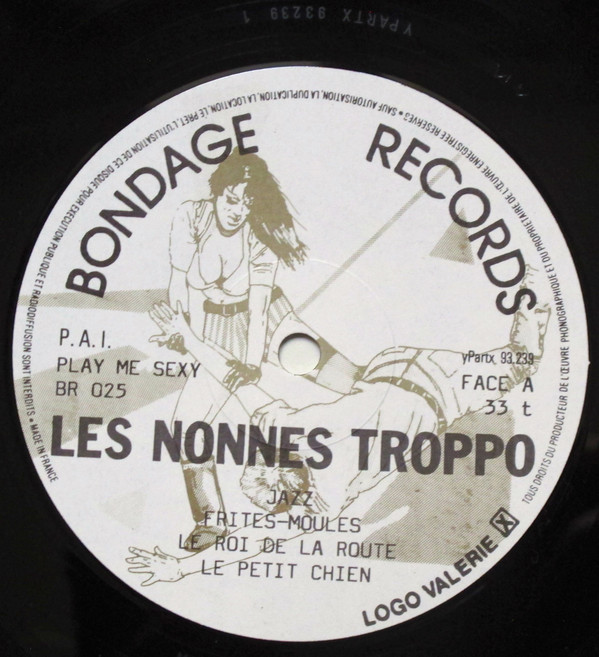 YPARTX 93239 1
BONDAGE RECORDS
SAUF AUTORISATION, LA DUPLICATION, LA LOCATION, LE PRET, L'UTILISATION DE CE DISQUE POUR EXECUTION PUBLIQUE ET RADIODIFFUSION SONT INTERDITS • MADE IN FRANCE
TOUS DROITS DU PRODUCTEUR DE L'ŒUVRE PHONOGRAPHIQUE ET DU PROPRIETAIRE DE L'ŒUVRE ENREGISTREE RESERVES •
P.A.I.
PLAY ME SEXY
BR 025
yPartx. 93.239
FACE A
33 t
LES NONNES TROPPO
JAZZ
FRITES-MOULES
LE ROI DE LA ROUTE
LE PETIT CHIEN
LOGO VALERIE X